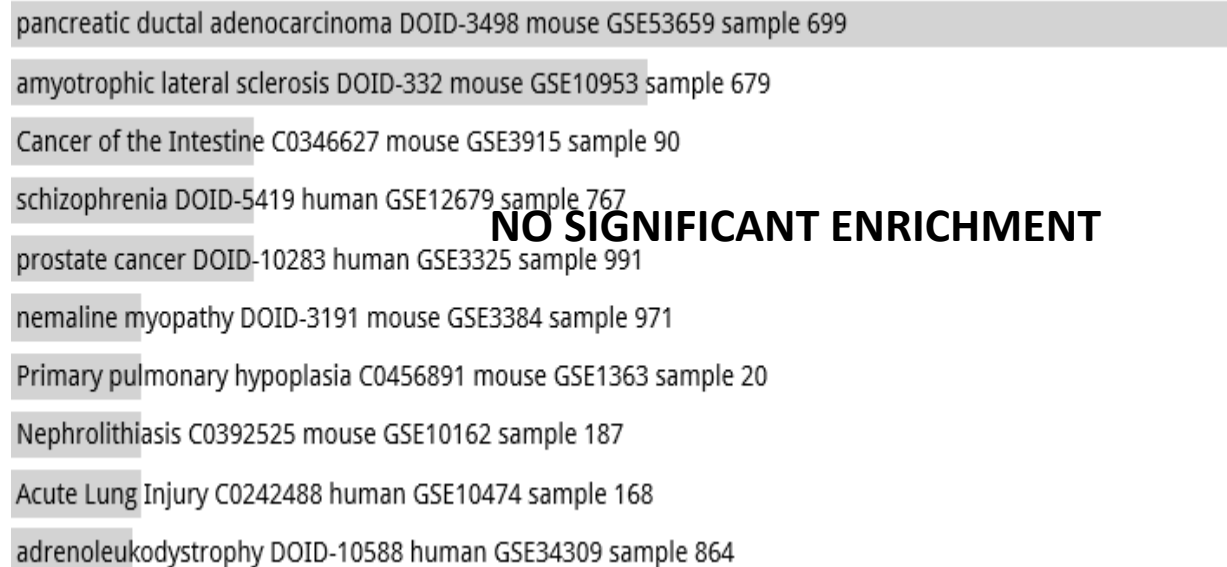 pancreatic ductal adenocarcinoma DOID-3498 mouse GSE53659 sample 699
amyotrophic lateral sclerosis DOID-332 mouse GSE10953 sample 679
Cancer of the Intestine C0346627 mouse GSE3915 sample 90
schizophrenia DOID-5419 human GSE12679 sample 767
NO SIGNIFICANT ENRICHMENT
prostate cancer DOID-10283 human GSE3325 sample 991
nemaline myopathy DOID-3191 mouse GSE3384 sample 971
Primary pulmonary hypoplasia C0456891 mouse GSE1363 sample 20
Nephrolithiasis C0392525 mouse GSE10162 sample 187
Acute Lung Injury C0242488 human GSE10474 sample 168
adrenoleukodystrophy DOID-10588 human GSE34309 sample 864